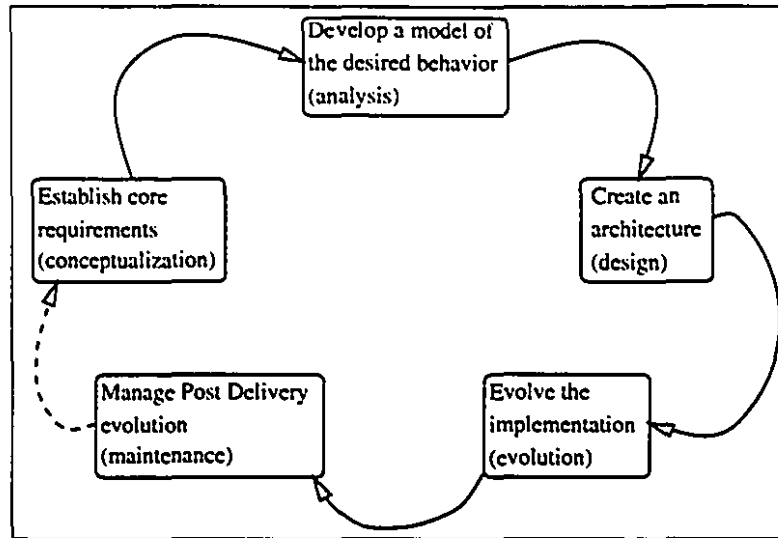 Develop a model of
the desired behavior
(analysis)
Establish core
requirements
(conceptualization)
Create an
architecture
(design)
Manage Post Delivery
evolution
(maintenance)
Evolve the
implementation
(evolution)